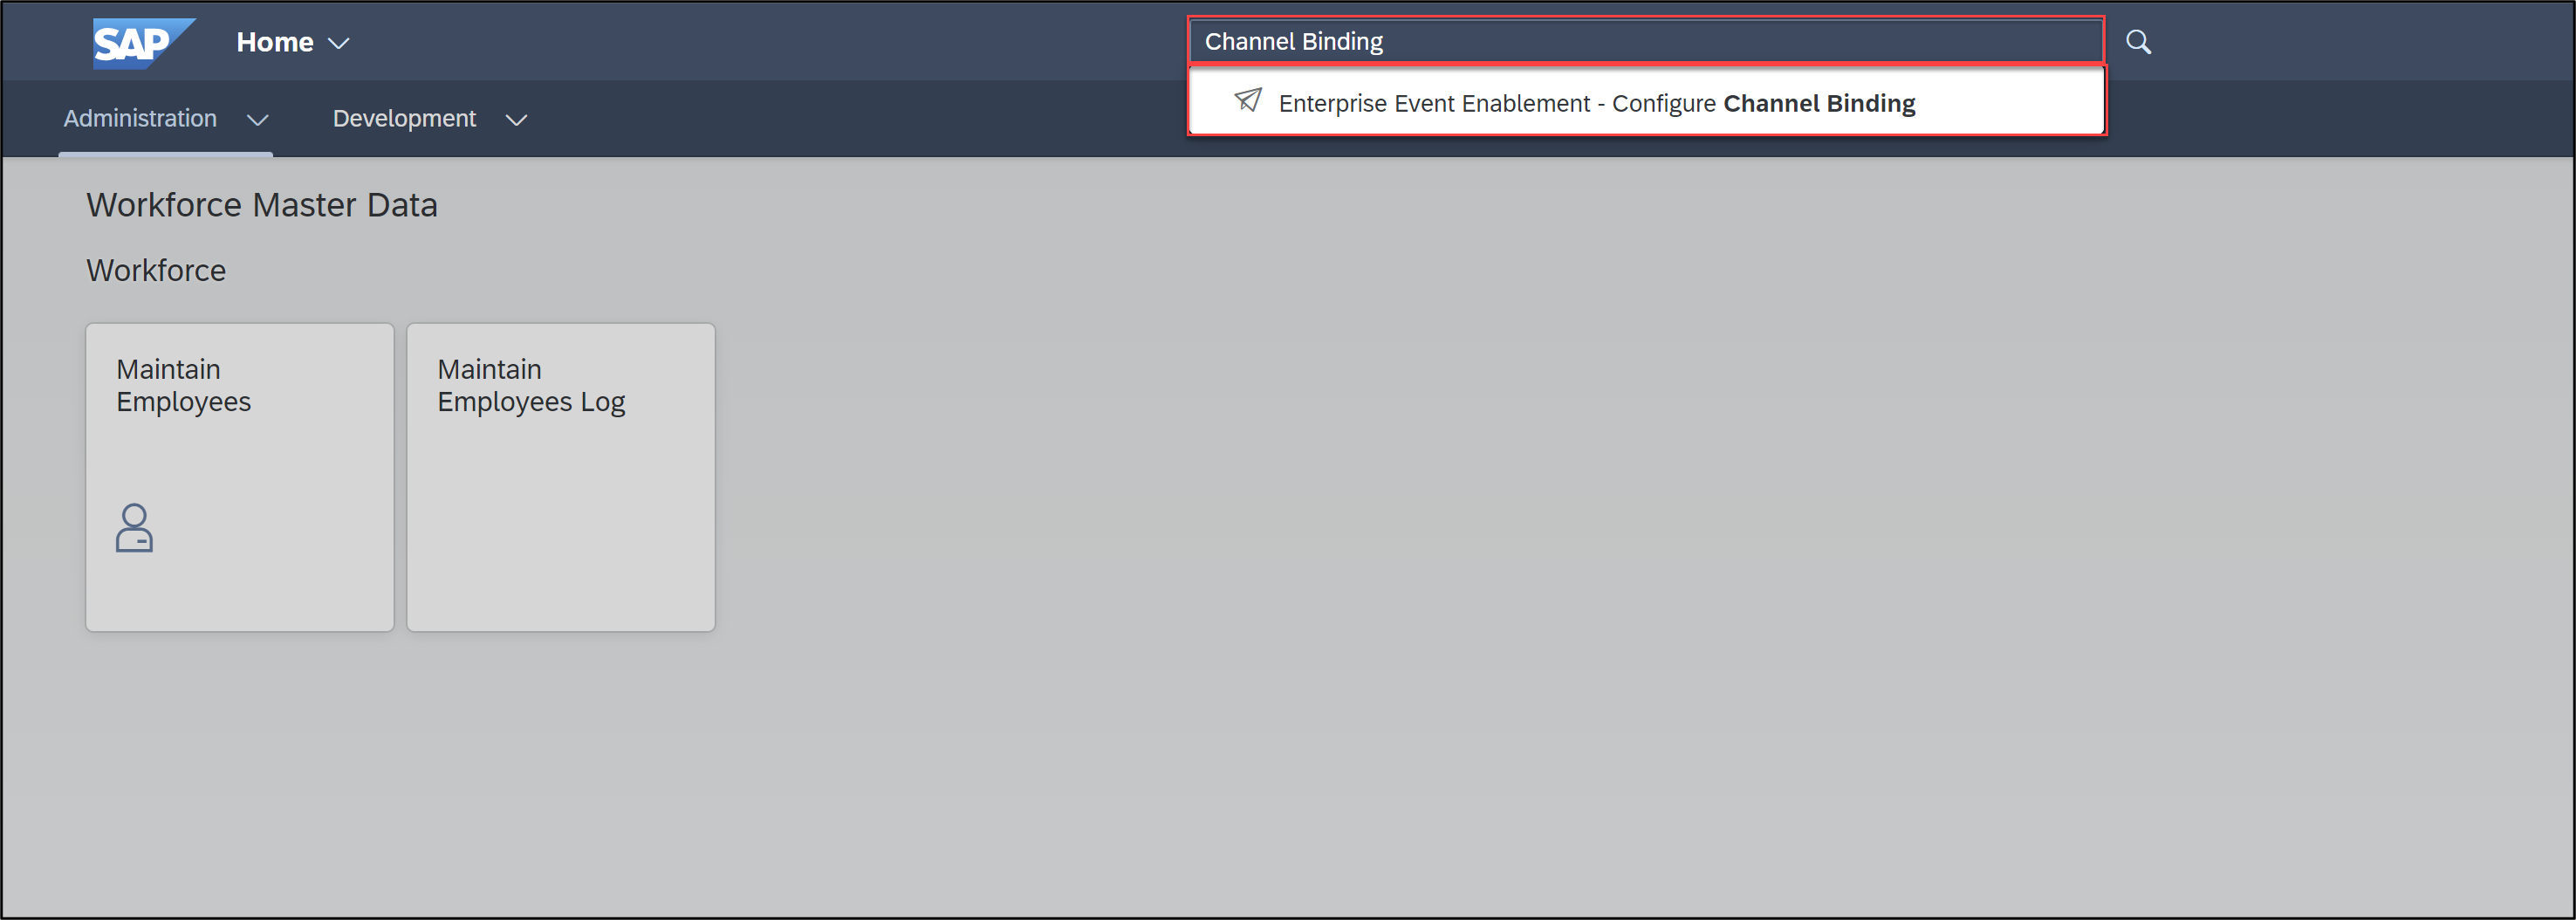 SAP
Home
Channel Binding
Enterprise Event Enablement - Configure Channel Binding
Administration
Development
Workforce Master Data
Workforce
Maintain
Employees
Maintain
Employees Log